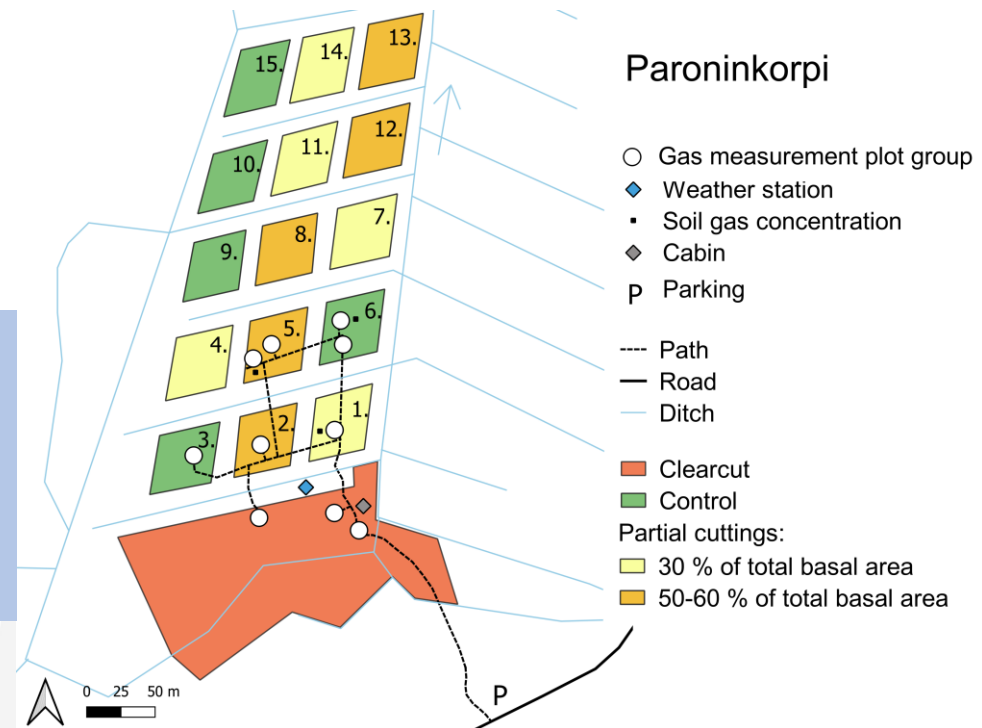 Paroninkorpi
13.
14.
15.
12.
11.
10.
7.
8.
9.
6.
5.
4.
1.
2.
3.
Gas measurement plot group
Weather station
Soil gas concentration
Cabin
P Parking
Path
Road
Ditch
Clearcut
Control
Partial cuttings:
30 % of total basal area
50-60 % of total basal area
0 25 50 m
P